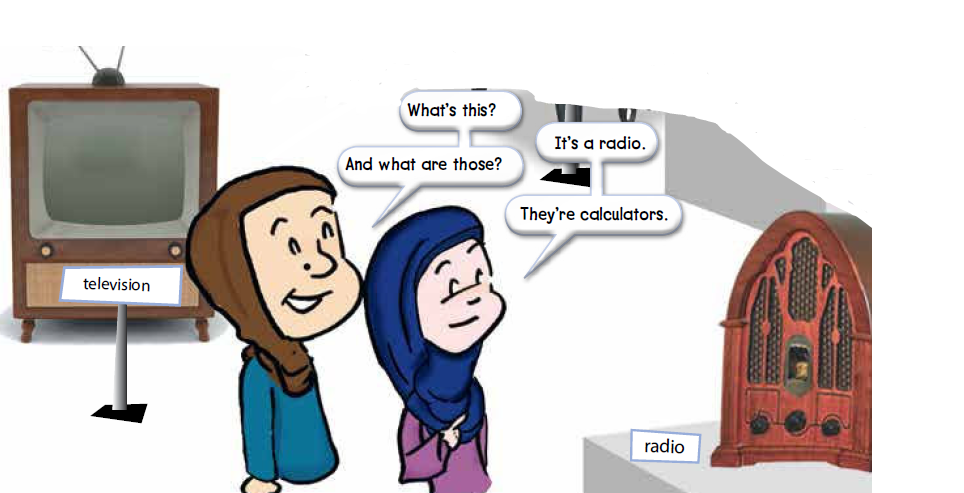 What's this?
It's a radio.
And what are those?
They're calculators.
television
radio